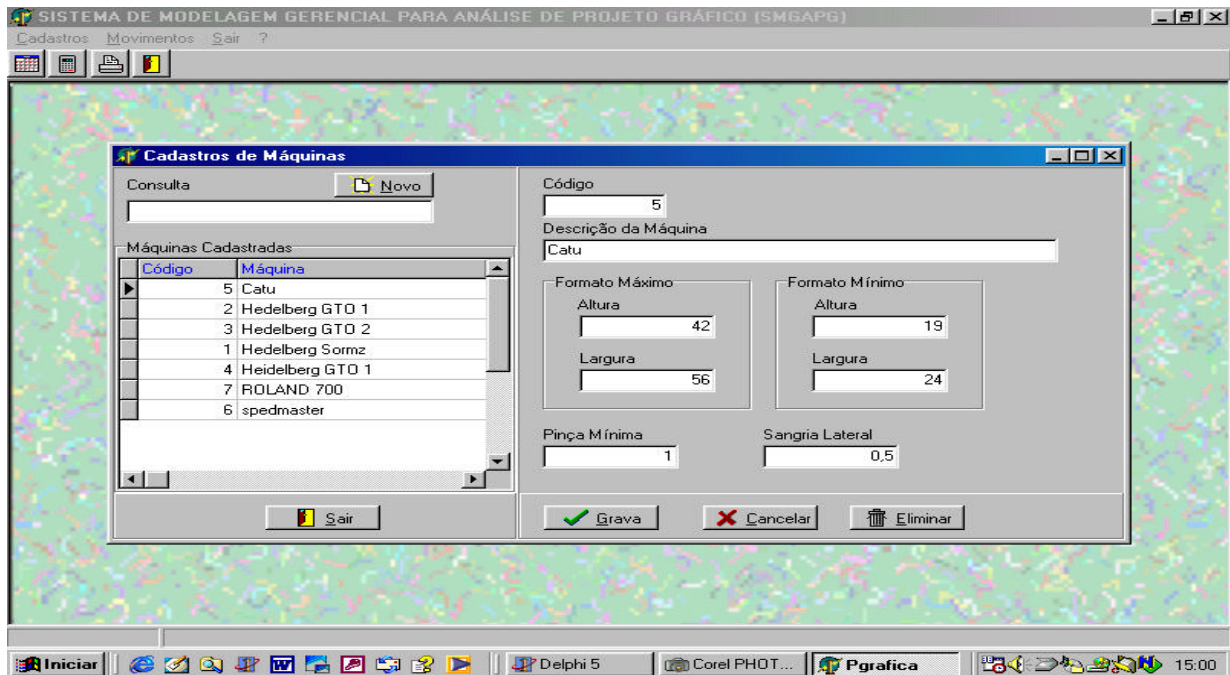 SISTEMA DE MODELAGEM GERENCIAL PARA ANÁLISE DE PROJETO GRÁFICO (SMGAPG)
Cadastros Movimentos Sair ?
Cadastros de Máquinas
Consulta
Novo
Máquinas Cadastradas
Código Máquina
5 Catu
2 Hedelberg GTO 1
3 Hedelberg GTO 2
1 Hedelberg Sormz
4 Heidelberg GTO 1
7 ROLAND 700
6 spedmaster
Sair
Código
5
Descrição da Máquina
Catu
Formato Máximo
Altura
42
Largura
56
Formato Mínimo
Altura
19
Largura
24
Pinça Mínima
1
Sangria Lateral
0,5
Grava Cancelar Eliminar
Iniciar Delphi 5 Corel PHOT... Pgrafica 15:00